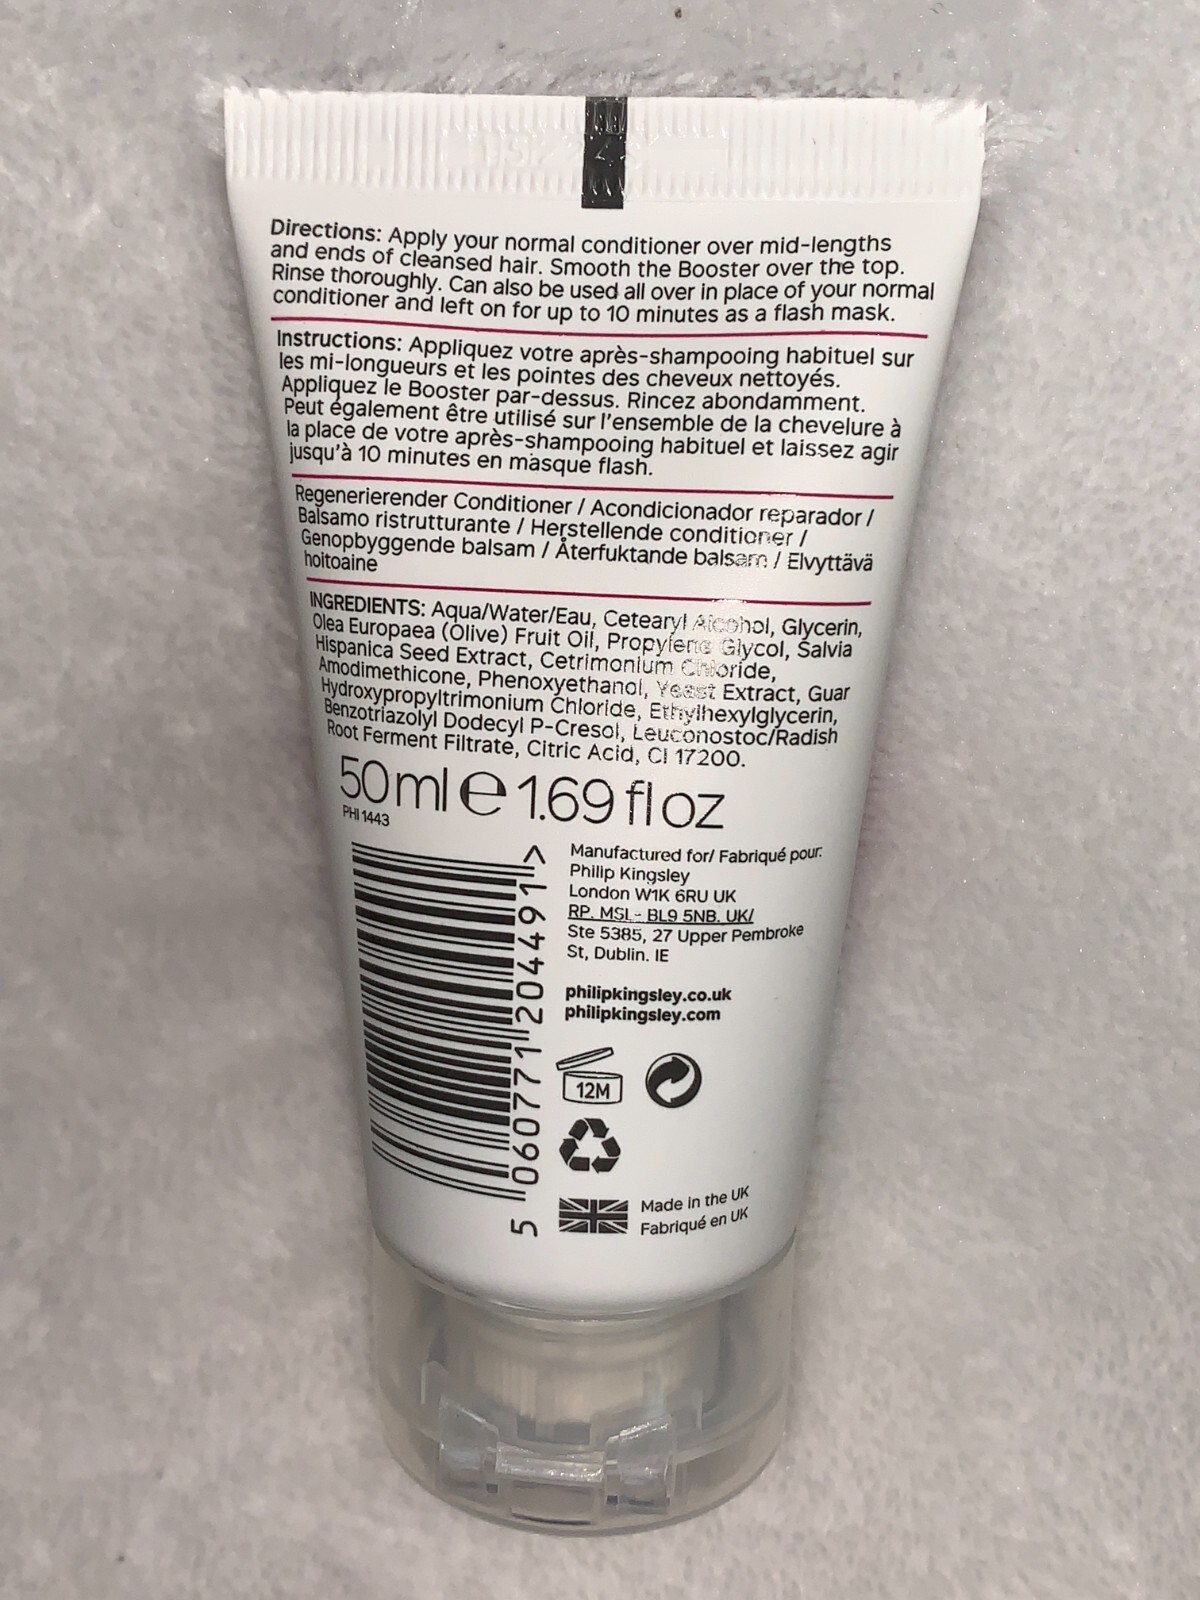 Directions: Apply your normal conditioner over mid-lengths
and ends of cleansed hair. Smooth the Booster over the top.
Rinse thoroughly. Can also be used all over in place of your normal
conditioner and left on for up to 10 minutes as a flash mask.
Instructions: Appliquez votre après-shampooing habituel sur
les mi-longueurs et les pointes des cheveux nettoyés.
Appliquez le Booster par-dessus. Rincez abondamment.
Peut également être utilisé sur l'ensemble de la chevelure à
la place de votre après-shampooing habituel et laissez agir
jusqu'à 10 minutes en masque flash.
Regenerierender Conditioner / Acondicionador reparador /
Balsamo ristrutturante / Herstellende conditioner /
Genopbyggende balsam / Återfuktande balsam / Elvyttävä
hoitoaine
INGREDIENTS: Aqua/Water/Eau, Cetearyl Alcohol, Glycerin,
Olea Europaea (Olive) Fruit Oil, Propylene Glycol, Salvia
Hispanica Seed Extract, Cetrimonium Chloride,
Amodimethicone, Phenoxyethanol, Yeast Extract, Guar
Hydroxypropyltrimonium Chloride, Ethylhexylglycerin,
Benzotriazolyl Dodecyl P-Cresol, Leuconostoc/Radish
Root Ferment Filtrate, Citric Acid, CI 17200.
50ml e 1.69 fl oz
PHI 1443
5 060771 204491 >
Manufactured for/ Fabriqué pour:
Philip Kingsley
London W1K 6RU UK
RP. MSL - BL9 5NB. UK/
Ste 5385, 27 Upper Pembroke
St, Dublin. IE
philipkingsley.co.uk
philipkingsley.com
12M
Made in the UK
Fabriqué en UK